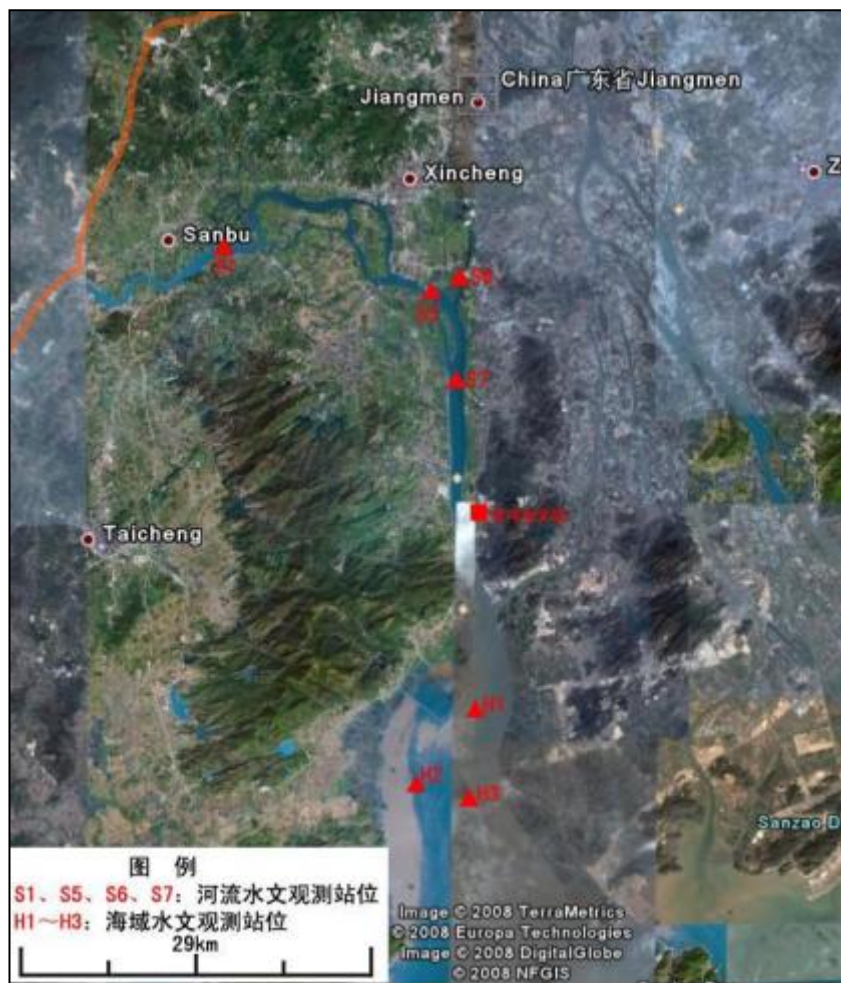 China广东省Jiangmen
Jiangmen
Xincheng
Z
Sanbu
S6
S7
Taicheng
H1
H2
H3
Sanzao D
图 例
S1、S5、S6、S7：河流水文观测站位
H1～H3：海域水文观测站位
29km
Image © 2008 TerraMetrics
© 2008 Europa Technologies
Image © 2008 DigitalGlobe
© 2008 NFGIS